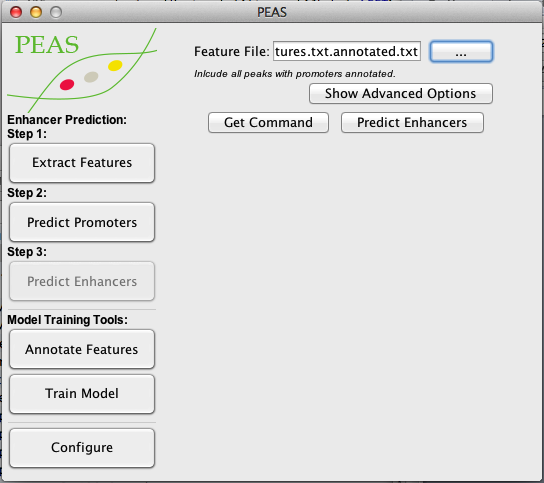 PEAS
PEAS
Feature File: tures.txt.annotated.txt ...
Inlcude all peaks with promoters annotated.
Show Advanced Options
Get Command Predict Enhancers
Enhancer Prediction:
Step 1:
Extract Features
Step 2:
Predict Promoters
Step 3:
Predict Enhancers
Model Training Tools:
Annotate Features
Train Model
Configure